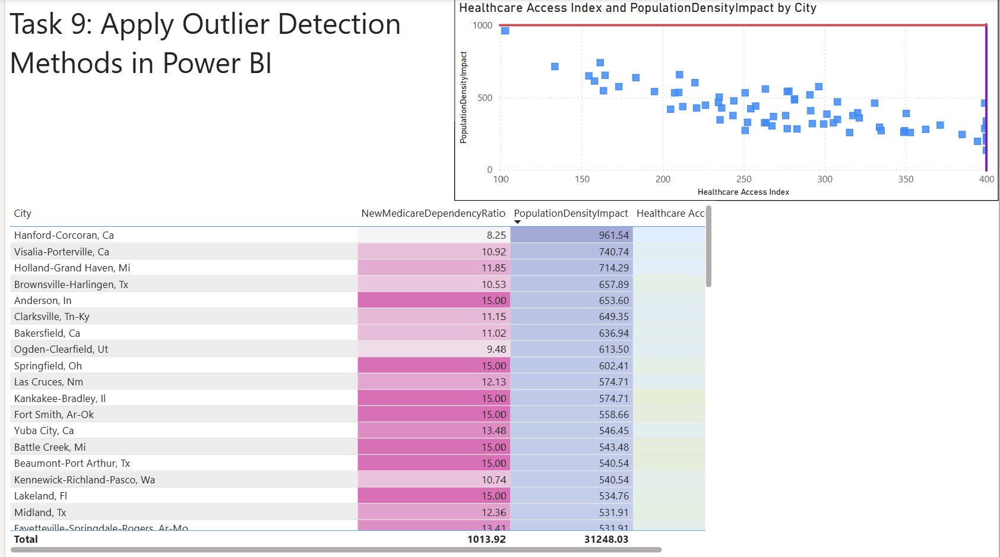 Task 9: Apply Outlier Detection
Methods in Power BI
Healthcare Access Index and PopulationDensityImpact by City
PopulationDensityImpact
1000
500
0
100 150 200 250 300 350 400
Healthcare Access Index
City NewMedicareDependencyRatio PopulationDensityImpact Healthcare Acc
Hanford-Corcoran, Ca 8.25 961.54
Visalia-Porterville, Ca 10.92 740.74
Holland-Grand Haven, Mi 11.85 714.29
Brownsville-Harlingen, Tx 10.53 657.89
Anderson, In 15.00 653.60
Clarksville, Tn-Ky 11.15 649.35
Bakersfield, Ca 11.02 636.94
Ogden-Clearfield, Ut 9.48 613.50
Springfield, Oh 15.00 602.41
Las Cruces, Nm 12.13 574.71
Kankakee-Bradley, Il 15.00 574.71
Fort Smith, Ar-Ok 15.00 558.66
Yuba City, Ca 13.48 546.45
Battle Creek, Mi 15.00 543.48
Beaumont-Port Arthur, Tx 15.00 540.54
Kennewick-Richland-Pasco, Wa 10.74 540.54
Lakeland, Fl 15.00 534.76
Midland, Tx 12.36 531.91
Fayetteville-Springdale-Rogers, Ar-Mo 13.41 531.91
Total 1013.92 31248.03